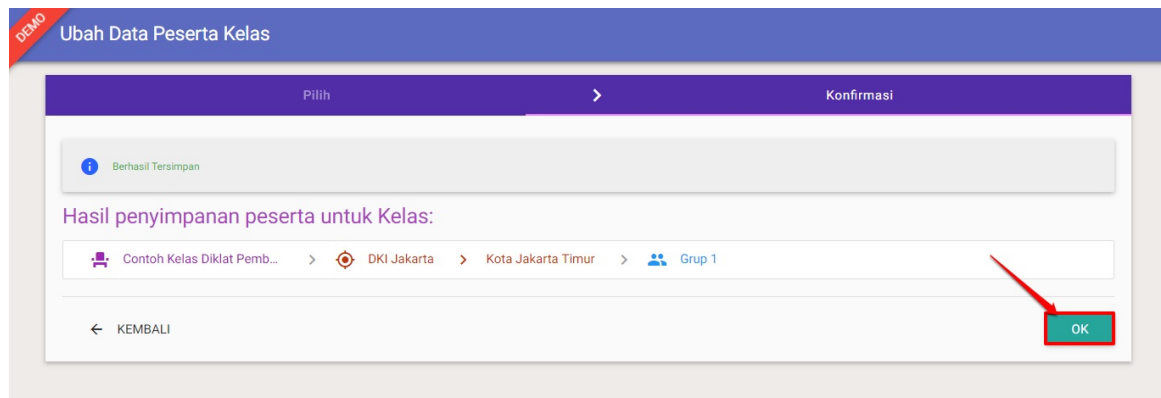 DEMO
Ubah Data Peserta Kelas
Pilih
Konfirmasi
Berhasil Tersimpan
Hasil penyimpanan peserta untuk Kelas:
Contoh Kelas Diklat Pemb... > DKI Jakarta > Kota Jakarta Timur > Grup 1
KEMBALI
OK